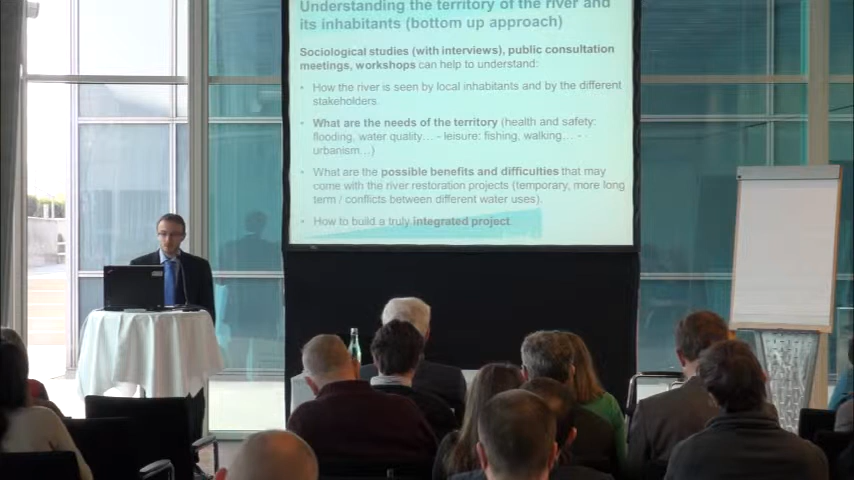 Understanding the territory of the river and
its inhabitants (bottom up approach)
Sociological studies (with interviews), public consultation
meetings, workshops can help to understand:
• How the river is seen by local inhabitants and by the different
stakeholders.
• What are the needs of the territory (health and safety:
flooding, water quality… - leisure: fishing, walking… -
urbanism…)
• What are the possible benefits and difficulties that may
come with the river restoration projects (temporary, more long
term / conflicts between different water uses).
• How to build a truly integrated project